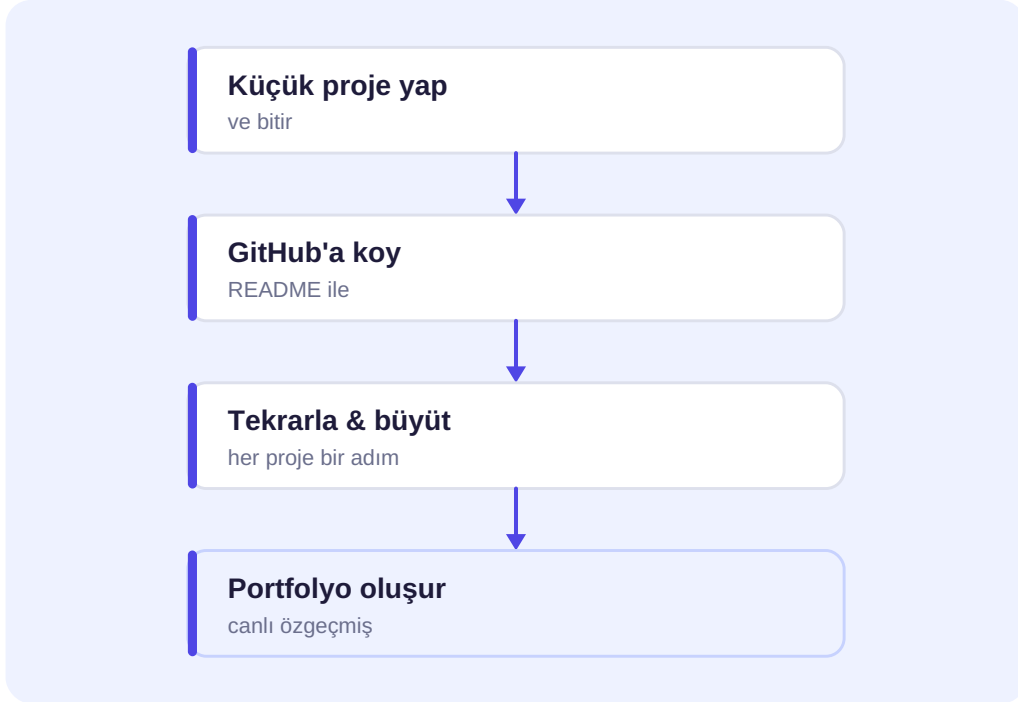 Küçük proje yap
ve bitir
GitHub'a koy
README ile
Tekrarla & büyüt
her proje bir adım
Portfolyo oluşur
canlı özgeçmiş